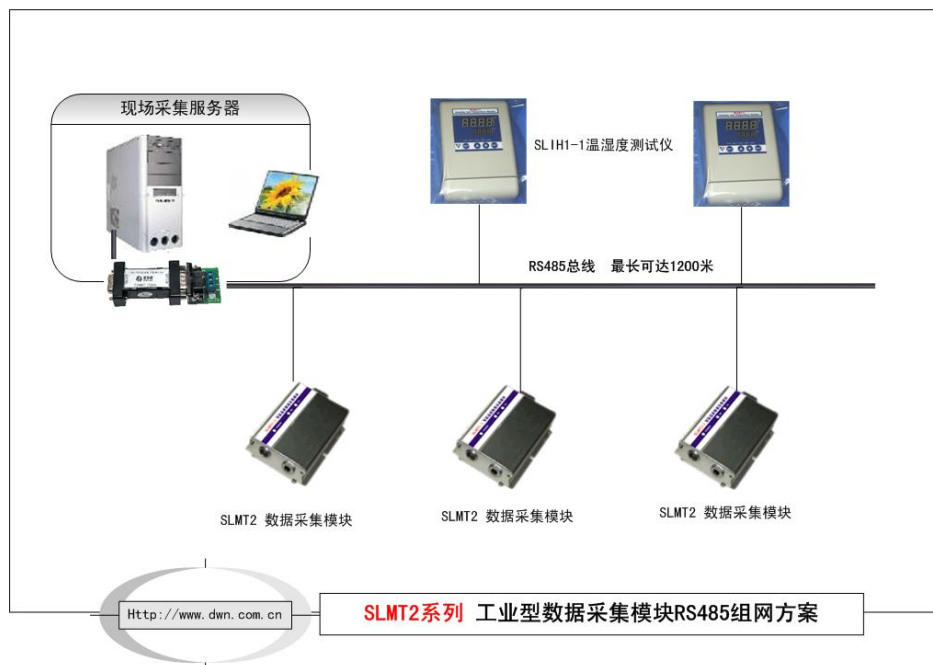 现场采集服务器
SLIH1-1温湿度测试仪
RS485总线 最长可达1200米
SLMT2 数据采集模块
SLMT2 数据采集模块
SLMT2 数据采集模块
Http://www.dwn.com.cn
SLMT2系列 工业型数据采集模块RS485组网方案